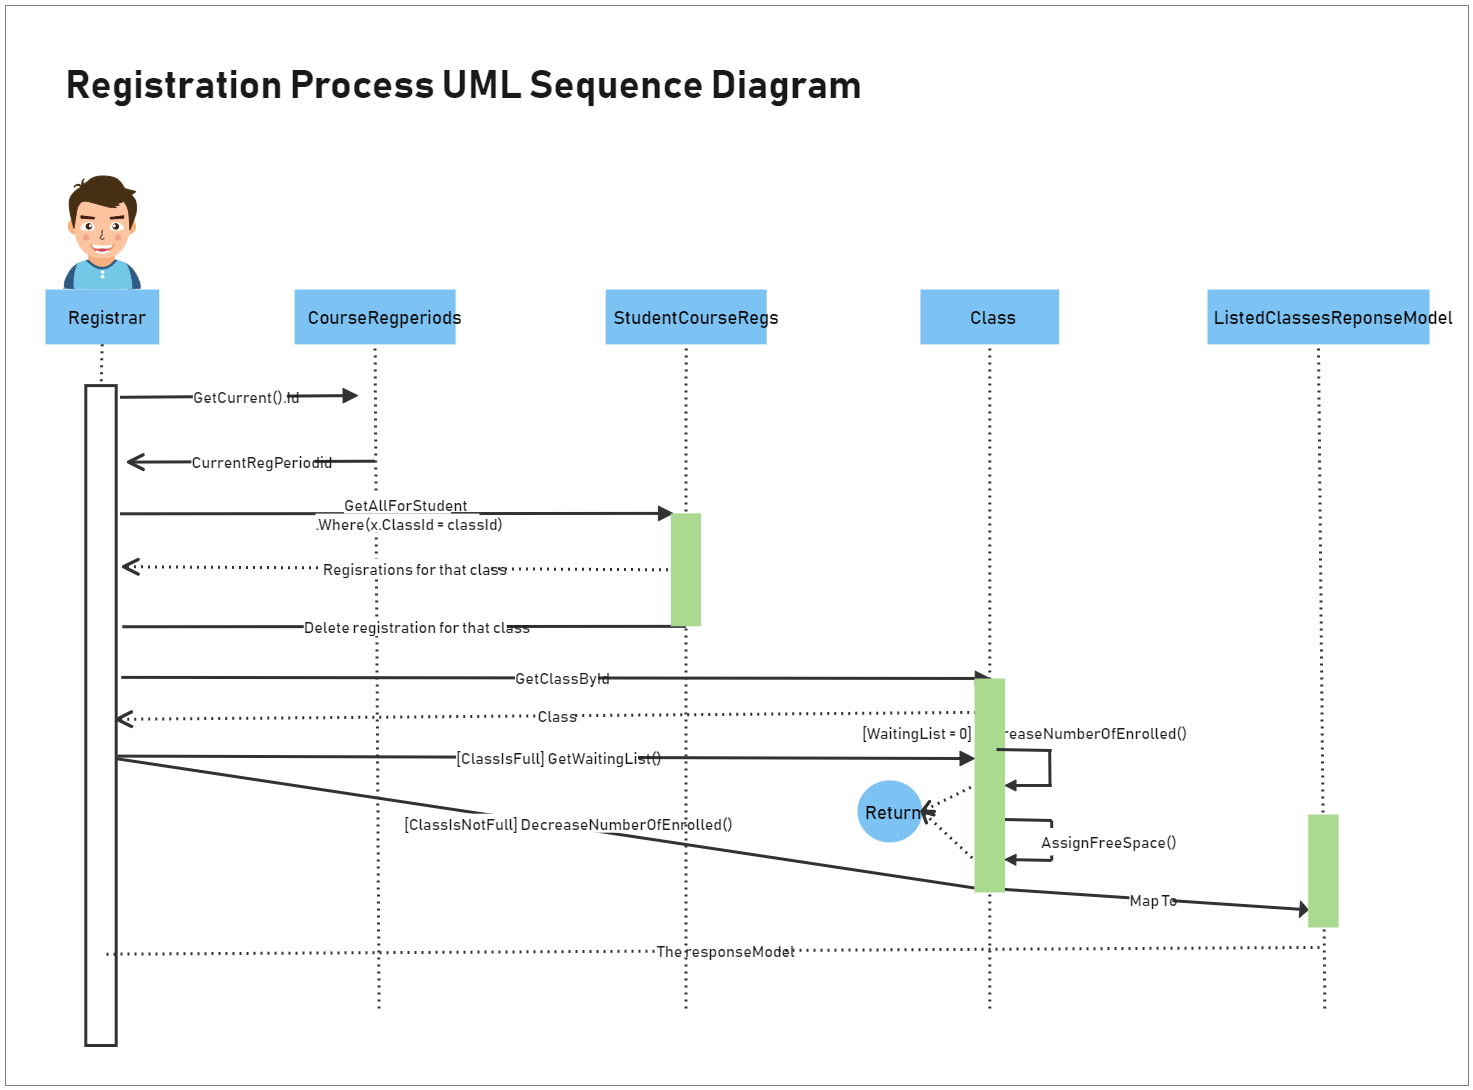 Registration Process UML Sequence Diagram
Registrar
CourseRegperiods
StudentCourseRegs
Class
ListedClassesReponseModel
GetCurrent().Id
CurrentRegPeriodid
GetAllForStudent
.Where(x.ClassId = classId)
Regisrations for that class
Delete registration for that class
GetClassById
Class
[WaitingList = 0] reaseNumberOfEnrolled()
[ClassIsFull] GetWaitingList()
Return
[ClassIsNotFull] DecreaseNumberOfEnrolled()
AssignFreeSpace()
Map To
The responseModel